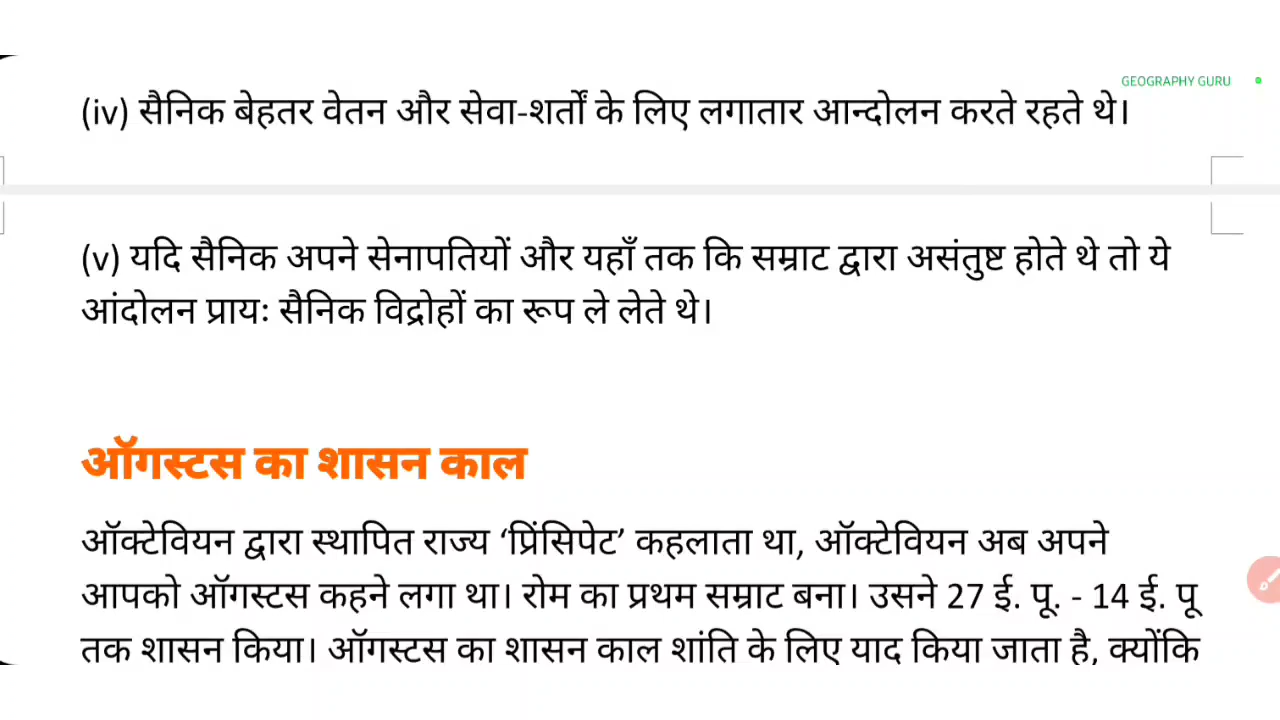 GEOGRAPHY GURU
(iv) सैनिक बेहतर वेतन और सेवा-शर्तों के लिए लगातार आन्दोलन करते रहते थे।
(v) यदि सैनिक अपने सेनापतियों और यहाँ तक कि सम्राट द्वारा असंतुष्ट होते थे तो ये
आंदोलन प्रायः सैनिक विद्रोहों का रूप ले लेते थे।
ऑगस्टस का शासन काल
ऑक्टेवियन द्वारा स्थापित राज्य ‘प्रिंसिपेट’ कहलाता था, ऑक्टेवियन अब अपने
आपको ऑगस्टस कहने लगा था। रोम का प्रथम सम्राट बना। उसने 27 ई. पू. - 14 ई. पू
तक शासन किया। ऑगस्टस का शासन काल शांति के लिए याद किया जाता है, क्योंकि